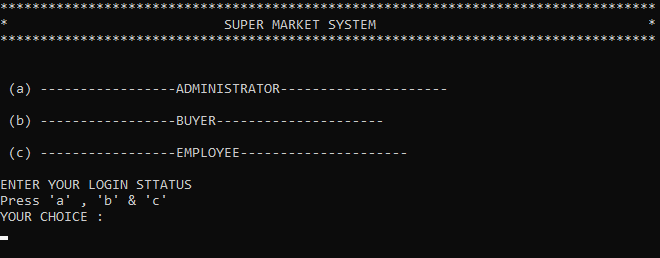 **********************************************************************************
*                           SUPER MARKET SYSTEM                                  *
**********************************************************************************
(a) -----------------ADMINISTRATOR---------------------
(b) -----------------BUYER---------------------
(c) -----------------EMPLOYEE---------------------
ENTER YOUR LOGIN STTATUS
Press 'a' , 'b' & 'c'
YOUR CHOICE :